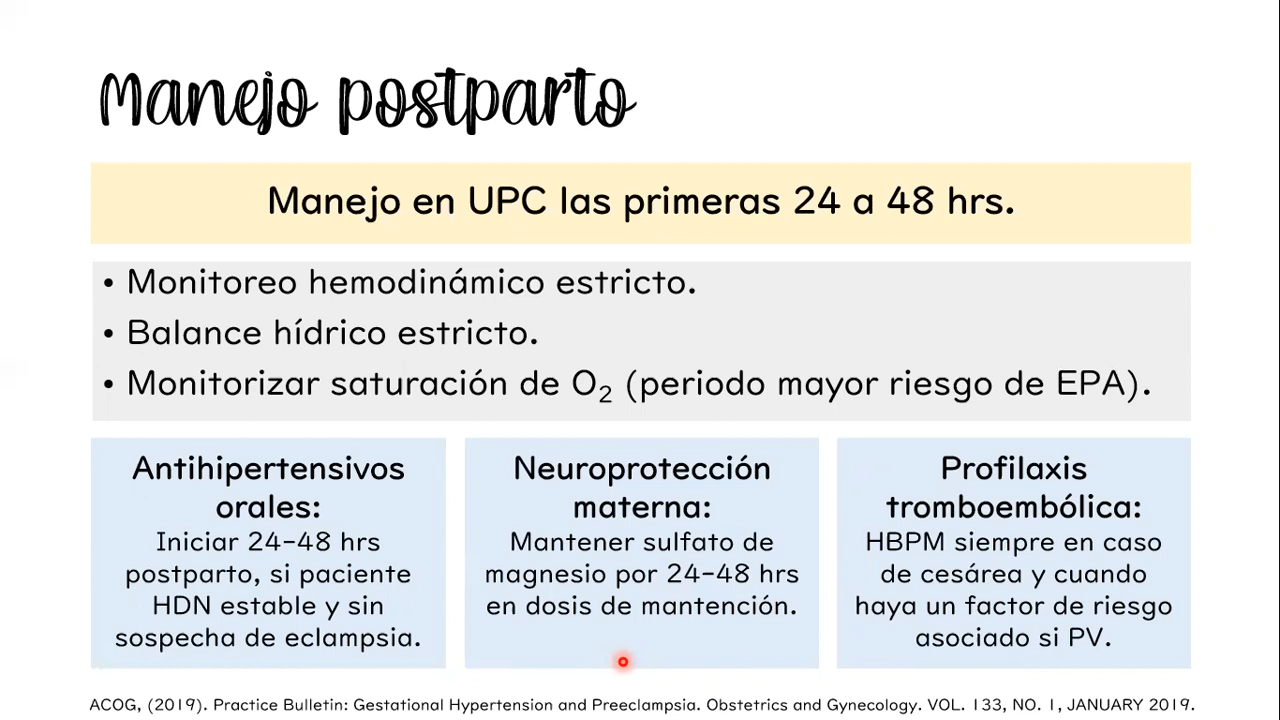 Manejo postparto
Manejo en UPC las primeras 24 a 48 hrs.
• Monitoreo hemodinámico estricto.
• Balance hídrico estricto.
• Monitorizar saturación de O₂ (periodo mayor riesgo de EPA).
Antihipertensivos
orales:
Iniciar 24-48 hrs
postparto, si paciente
HDN estable y sin
sospecha de eclampsia.
Neuroprotección
materna:
Mantener sulfato de
magnesio por 24-48 hrs
en dosis de mantención.
Profilaxis
tromboembólica:
HBPM siempre en caso
de cesárea y cuando
haya un factor de riesgo
asociado si PV.
ACOG, (2019). Practice Bulletin: Gestational Hypertension and Preeclampsia. Obstetrics and Gynecology. VOL. 133, NO. 1, JANUARY 2019.